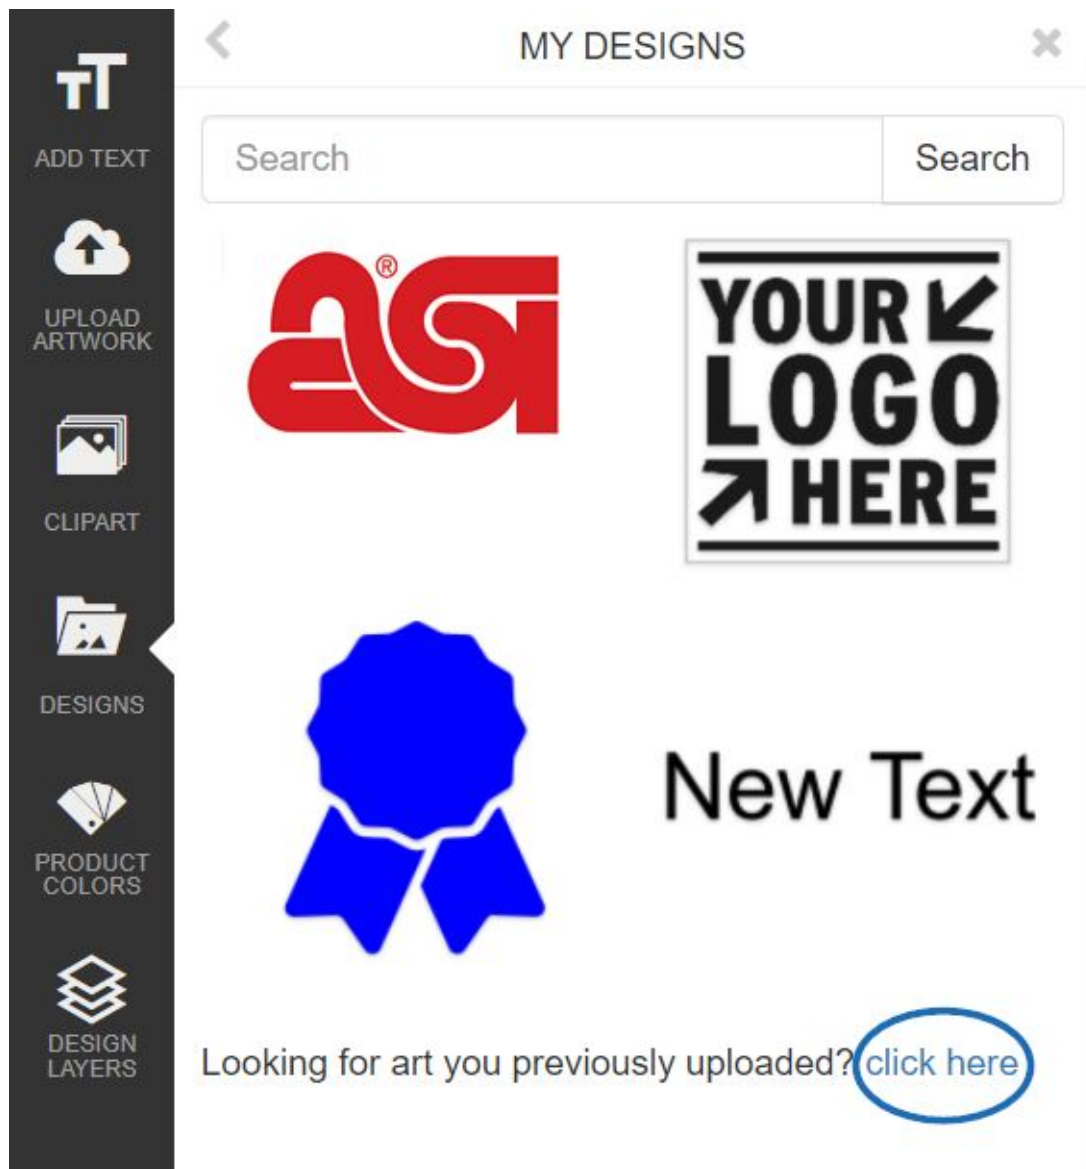 MY DESIGNS
ADD TEXT
UPLOAD
ARTWORK
CLIPART
DESIGNS
PRODUCT
COLORS
DESIGN
LAYERS
Search
Search
asi®
YOUR
LOGO
HERE
New Text
Looking for art you previously uploaded? click here